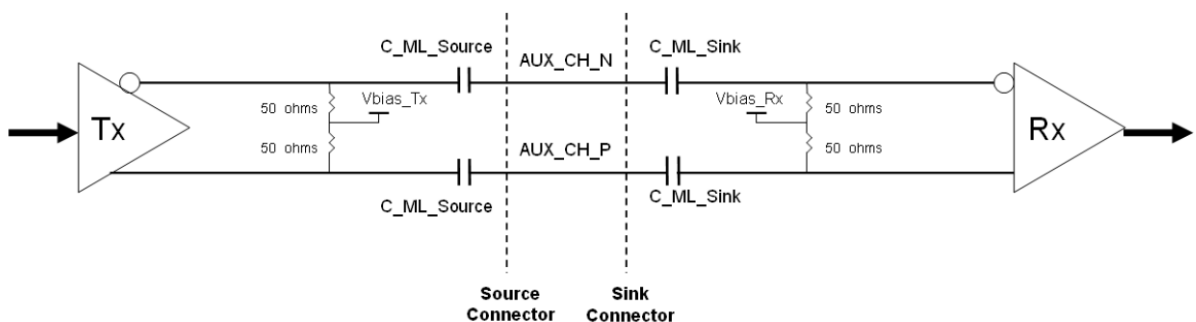 C_ML_Source
AUX_CH_N
C_ML_Sink
50 ohms
Vbias_Tx
Vbias_Rx
50 ohms
Tx
Rx
50 ohms
50 ohms
AUX_CH_P
C_ML_Source
C_ML_Sink
Source
Connector
Sink
Connector